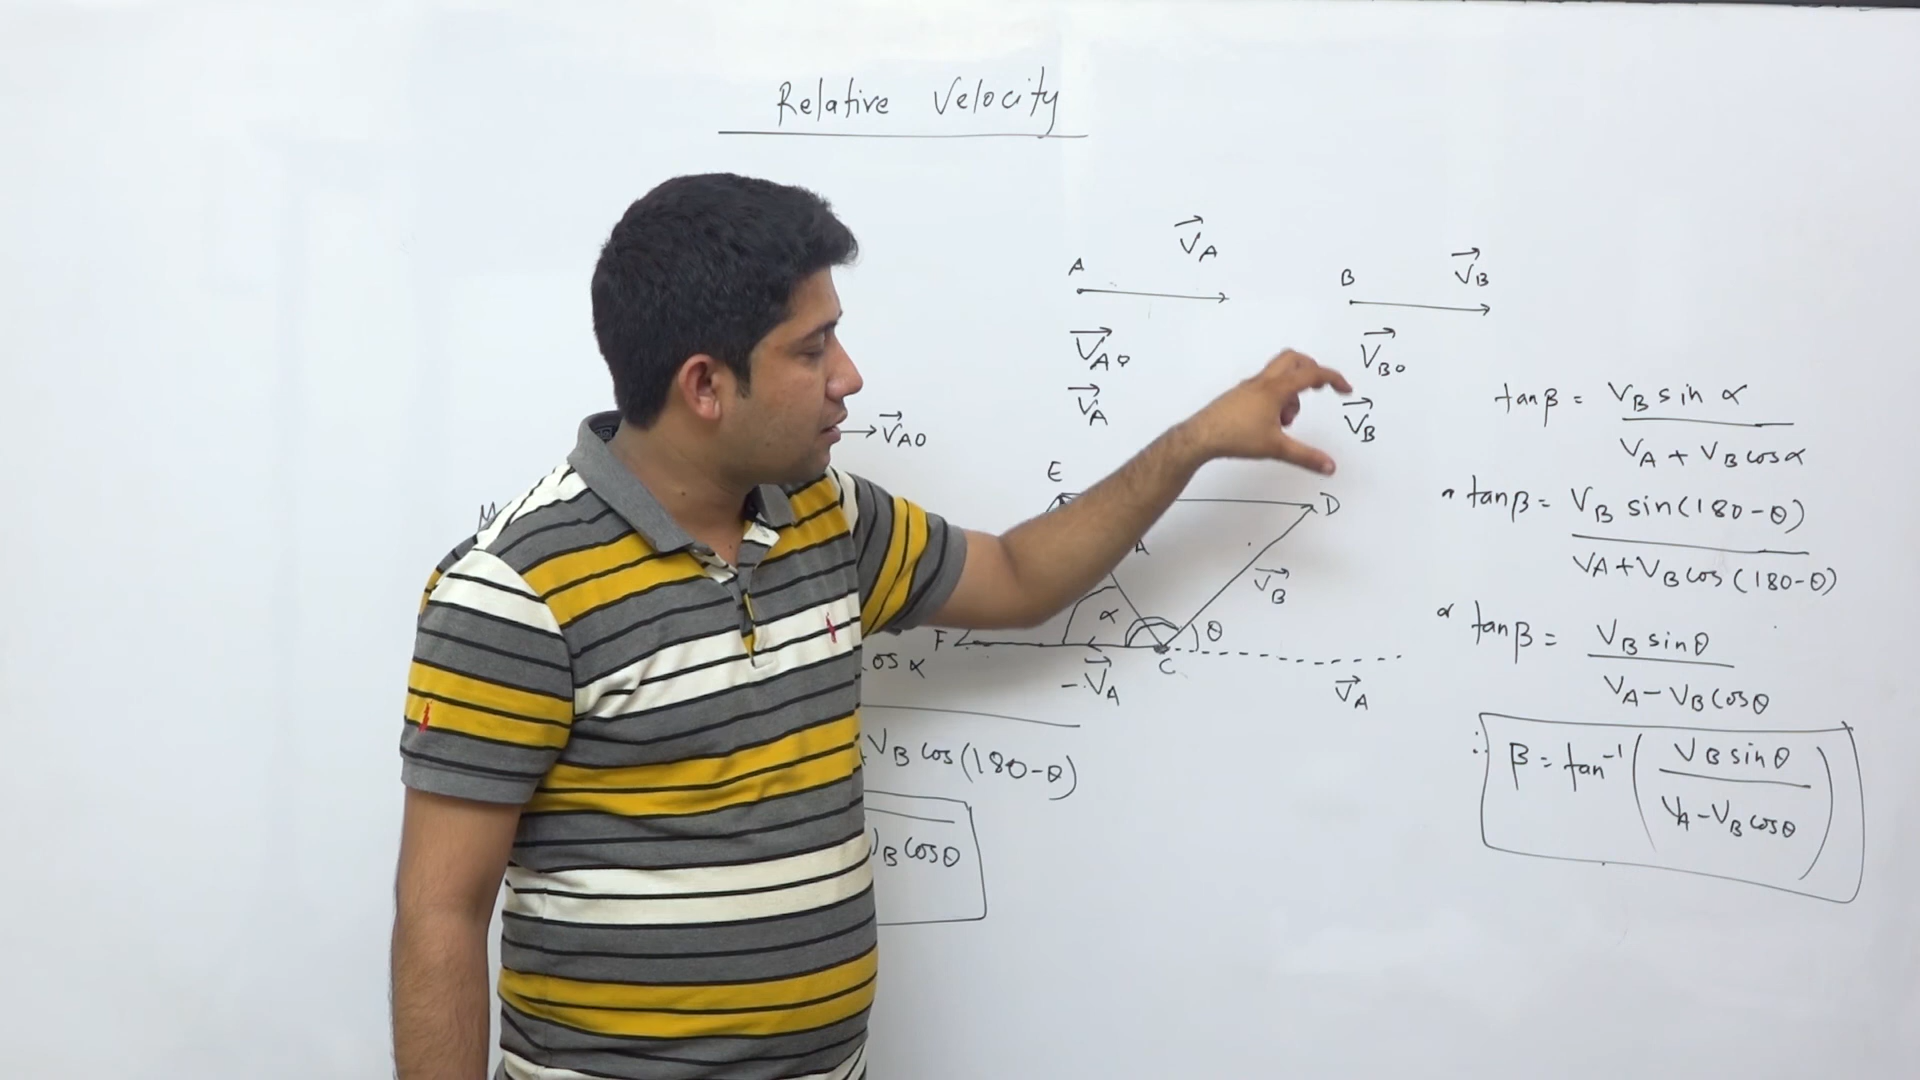 Relative Velocity
A
V⃗A
B
V⃗B
V⃗AO
V⃗BO
V⃗A
V⃗B
V⃗AO
tanβ = VB sin α / VA + VB cosα
tanβ = VB sin(180-θ) / VA + VB cos(180-θ)
tanβ = VB sinθ / VA - VB cosθ
∴ β = tan⁻¹ (VB sinθ / VA - VB cosθ)
E
D
M
A
V⃗B
α
θ
F
C
-V⃗A
V⃗A
cos α
VB cos(180-θ)
VB cosθ